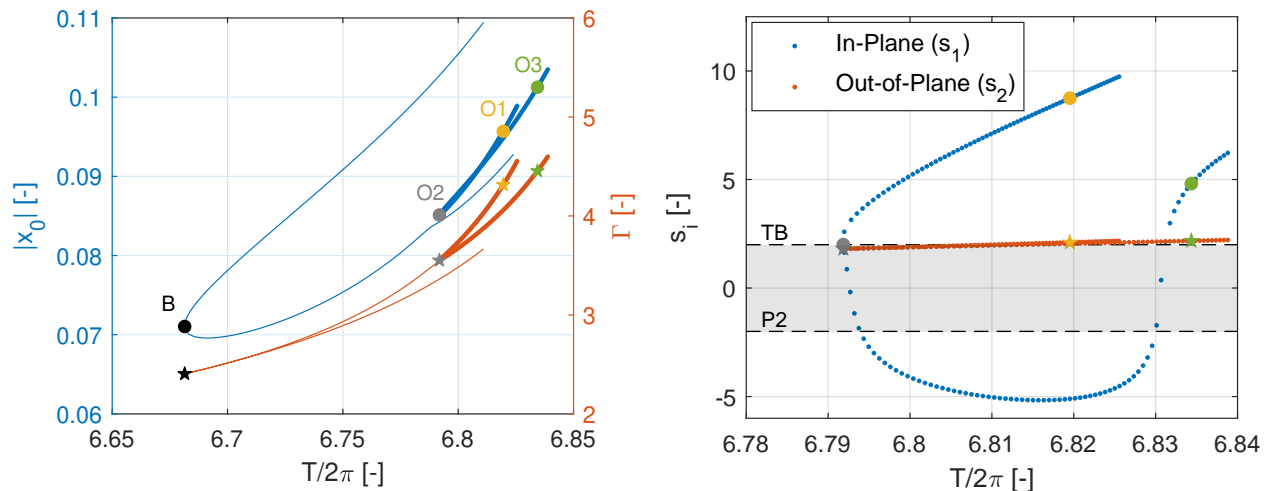 0.11
0.1
0.09
0.08
0.07
0.06
|x₀| [-]
6
5
4
3
2
Γ [-]
O3
O1
O2
B
6.65 6.7 6.75 6.8 6.85
T/2π [-]
In-Plane (s₁)
Out-of-Plane (s₂)
10
5
0
-5
sᵢ [-]
TB
P2
6.78 6.79 6.80 6.81 6.82 6.83 6.84
T/2π [-]